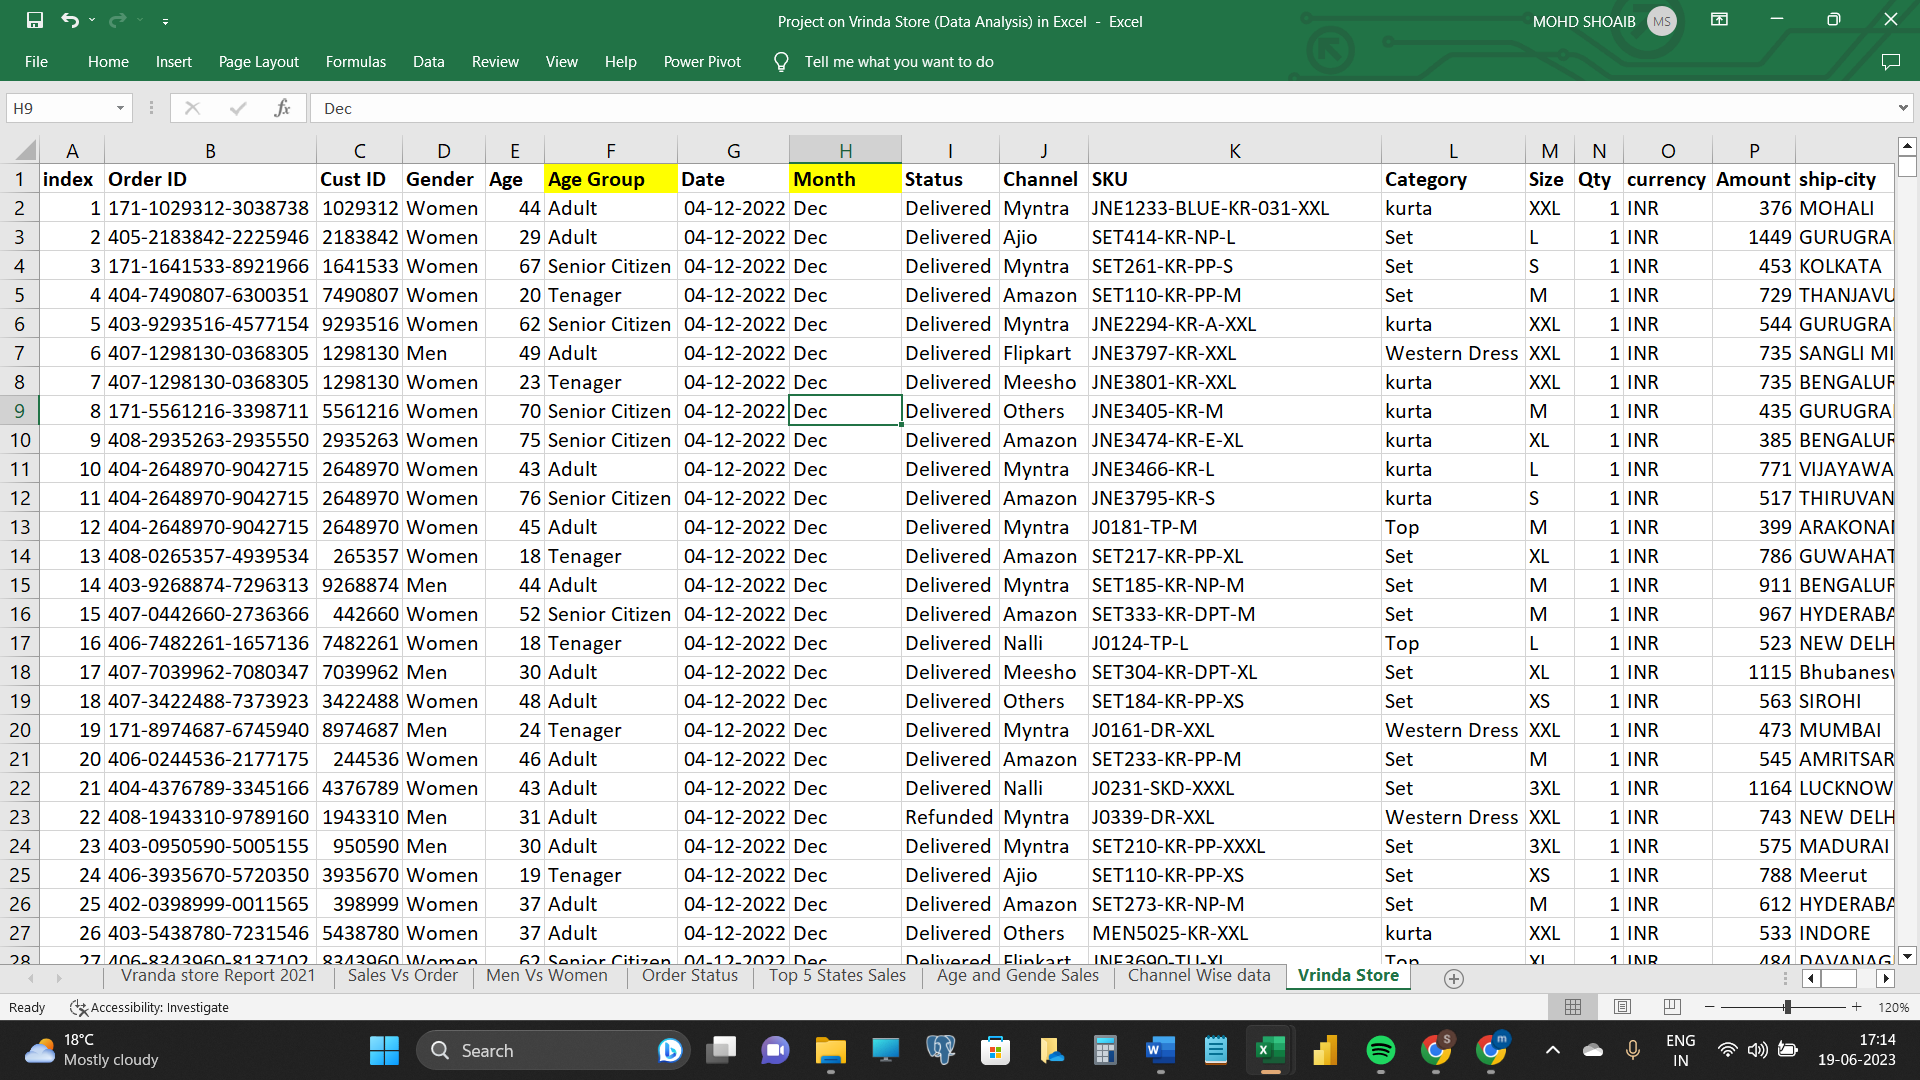 Project on Vrinda Store (Data Analysis) in Excel - Excel
MOHD SHOAIB MS
File Home Insert Page Layout Formulas Data Review View Help Power Pivot Tell me what you want to do
H9 fx Dec
A B C D E F G H I J K L M N O P
1 index Order ID Cust ID Gender Age Age Group Date Month Status Channel SKU Category Size Qty currency Amount ship-city
2 1 171-1029312-3038738 1029312 Women 44 Adult 04-12-2022 Dec Delivered Myntra JNE1233-BLUE-KR-031-XXL kurta XXL 1 INR 376 MOHALI
3 2 405-2183842-2225946 2183842 Women 29 Adult 04-12-2022 Dec Delivered Ajio SET414-KR-NP-L Set L 1 INR 1449 GURUGRA
4 3 171-1641533-8921966 1641533 Women 67 Senior Citizen 04-12-2022 Dec Delivered Myntra SET261-KR-PP-S Set S 1 INR 453 KOLKATA
5 4 404-7490807-6300351 7490807 Women 20 Tenager 04-12-2022 Dec Delivered Amazon SET110-KR-PP-M Set M 1 INR 729 THANJAVU
6 5 403-9293516-4577154 9293516 Women 62 Senior Citizen 04-12-2022 Dec Delivered Myntra JNE2294-KR-A-XXL kurta XXL 1 INR 544 GURUGRA
7 6 407-1298130-0368305 1298130 Men 49 Adult 04-12-2022 Dec Delivered Flipkart JNE3797-KR-XXL Western Dress XXL 1 INR 735 SANGLI MI
8 7 407-1298130-0368305 1298130 Women 23 Tenager 04-12-2022 Dec Delivered Meesho JNE3801-KR-XXL kurta XXL 1 INR 735 BENGALUR
9 8 171-5561216-3398711 5561216 Women 70 Senior Citizen 04-12-2022 Dec Delivered Others JNE3405-KR-M kurta M 1 INR 435 GURUGRA
10 9 408-2935263-2935550 2935263 Women 75 Senior Citizen 04-12-2022 Dec Delivered Amazon JNE3474-KR-E-XL kurta XL 1 INR 385 BENGALUR
11 10 404-2648970-9042715 2648970 Women 43 Adult 04-12-2022 Dec Delivered Myntra JNE3466-KR-L kurta L 1 INR 771 VIJAYAWA
12 11 404-2648970-9042715 2648970 Women 76 Senior Citizen 04-12-2022 Dec Delivered Amazon JNE3795-KR-S kurta S 1 INR 517 THIRUVAN
13 12 404-2648970-9042715 2648970 Women 45 Adult 04-12-2022 Dec Delivered Myntra J0181-TP-M Top M 1 INR 399 ARAKONAI
14 13 408-0265357-4939534 265357 Women 18 Tenager 04-12-2022 Dec Delivered Amazon SET217-KR-PP-XL Set XL 1 INR 786 GUWAHAT
15 14 403-9268874-7296313 9268874 Men 44 Adult 04-12-2022 Dec Delivered Myntra SET185-KR-NP-M Set M 1 INR 911 BENGALUR
16 15 407-0442660-2736366 442660 Women 52 Senior Citizen 04-12-2022 Dec Delivered Amazon SET333-KR-DPT-M Set M 1 INR 967 HYDERABA
17 16 406-7482261-1657136 7482261 Women 18 Tenager 04-12-2022 Dec Delivered Nalli J0124-TP-L Top L 1 INR 523 NEW DELH
18 17 407-7039962-7080347 7039962 Men 30 Adult 04-12-2022 Dec Delivered Meesho SET304-KR-DPT-XL Set XL 1 INR 1115 Bhubanesv
19 18 407-3422488-7373923 3422488 Women 48 Adult 04-12-2022 Dec Delivered Others SET184-KR-PP-XS Set XS 1 INR 563 SIROHI
20 19 171-8974687-6745940 8974687 Men 24 Tenager 04-12-2022 Dec Delivered Myntra J0161-DR-XXL Western Dress XXL 1 INR 473 MUMBAI
21 20 406-0244536-2177175 244536 Women 46 Adult 04-12-2022 Dec Delivered Amazon SET233-KR-PP-M Set M 1 INR 545 AMRITSAR
22 21 404-4376789-3345166 4376789 Women 43 Adult 04-12-2022 Dec Delivered Nalli J0231-SKD-XXXL Set 3XL 1 INR 1164 LUCKNOW
23 22 408-1943310-9789160 1943310 Men 31 Adult 04-12-2022 Dec Refunded Myntra J0339-DR-XXL Western Dress XXL 1 INR 743 NEW DELH
24 23 403-0950590-5005155 950590 Men 30 Adult 04-12-2022 Dec Delivered Myntra SET210-KR-PP-XXXL Set 3XL 1 INR 575 MADURAI
25 24 406-3935670-5720350 3935670 Women 19 Tenager 04-12-2022 Dec Delivered Ajio SET110-KR-PP-XS Set XS 1 INR 788 Meerut
26 25 402-0398999-0011565 398999 Women 37 Adult 04-12-2022 Dec Delivered Amazon SET273-KR-NP-M Set M 1 INR 612 HYDERABA
27 26 403-5438780-7231546 5438780 Women 37 Adult 04-12-2022 Dec Delivered Others MEN5025-KR-XXL kurta XXL 1 INR 533 INDORE
28 27 406-8343960-8137102 8343960 Women 62 Senior Citizen 04-12-2022 Dec Delivered Flipkart JNE3690-TU-XL Top XL 1 INR 484 DAVANAG
Vranda store Report 2021 Sales Vs Order Men Vs Women Order Status Top 5 States Sales Age and Gende Sales Channel Wise data Vrinda Store
Ready Accessibility: Investigate 120%
18°C
Mostly cloudy
Search
ENG
IN
17:14
19-06-2023